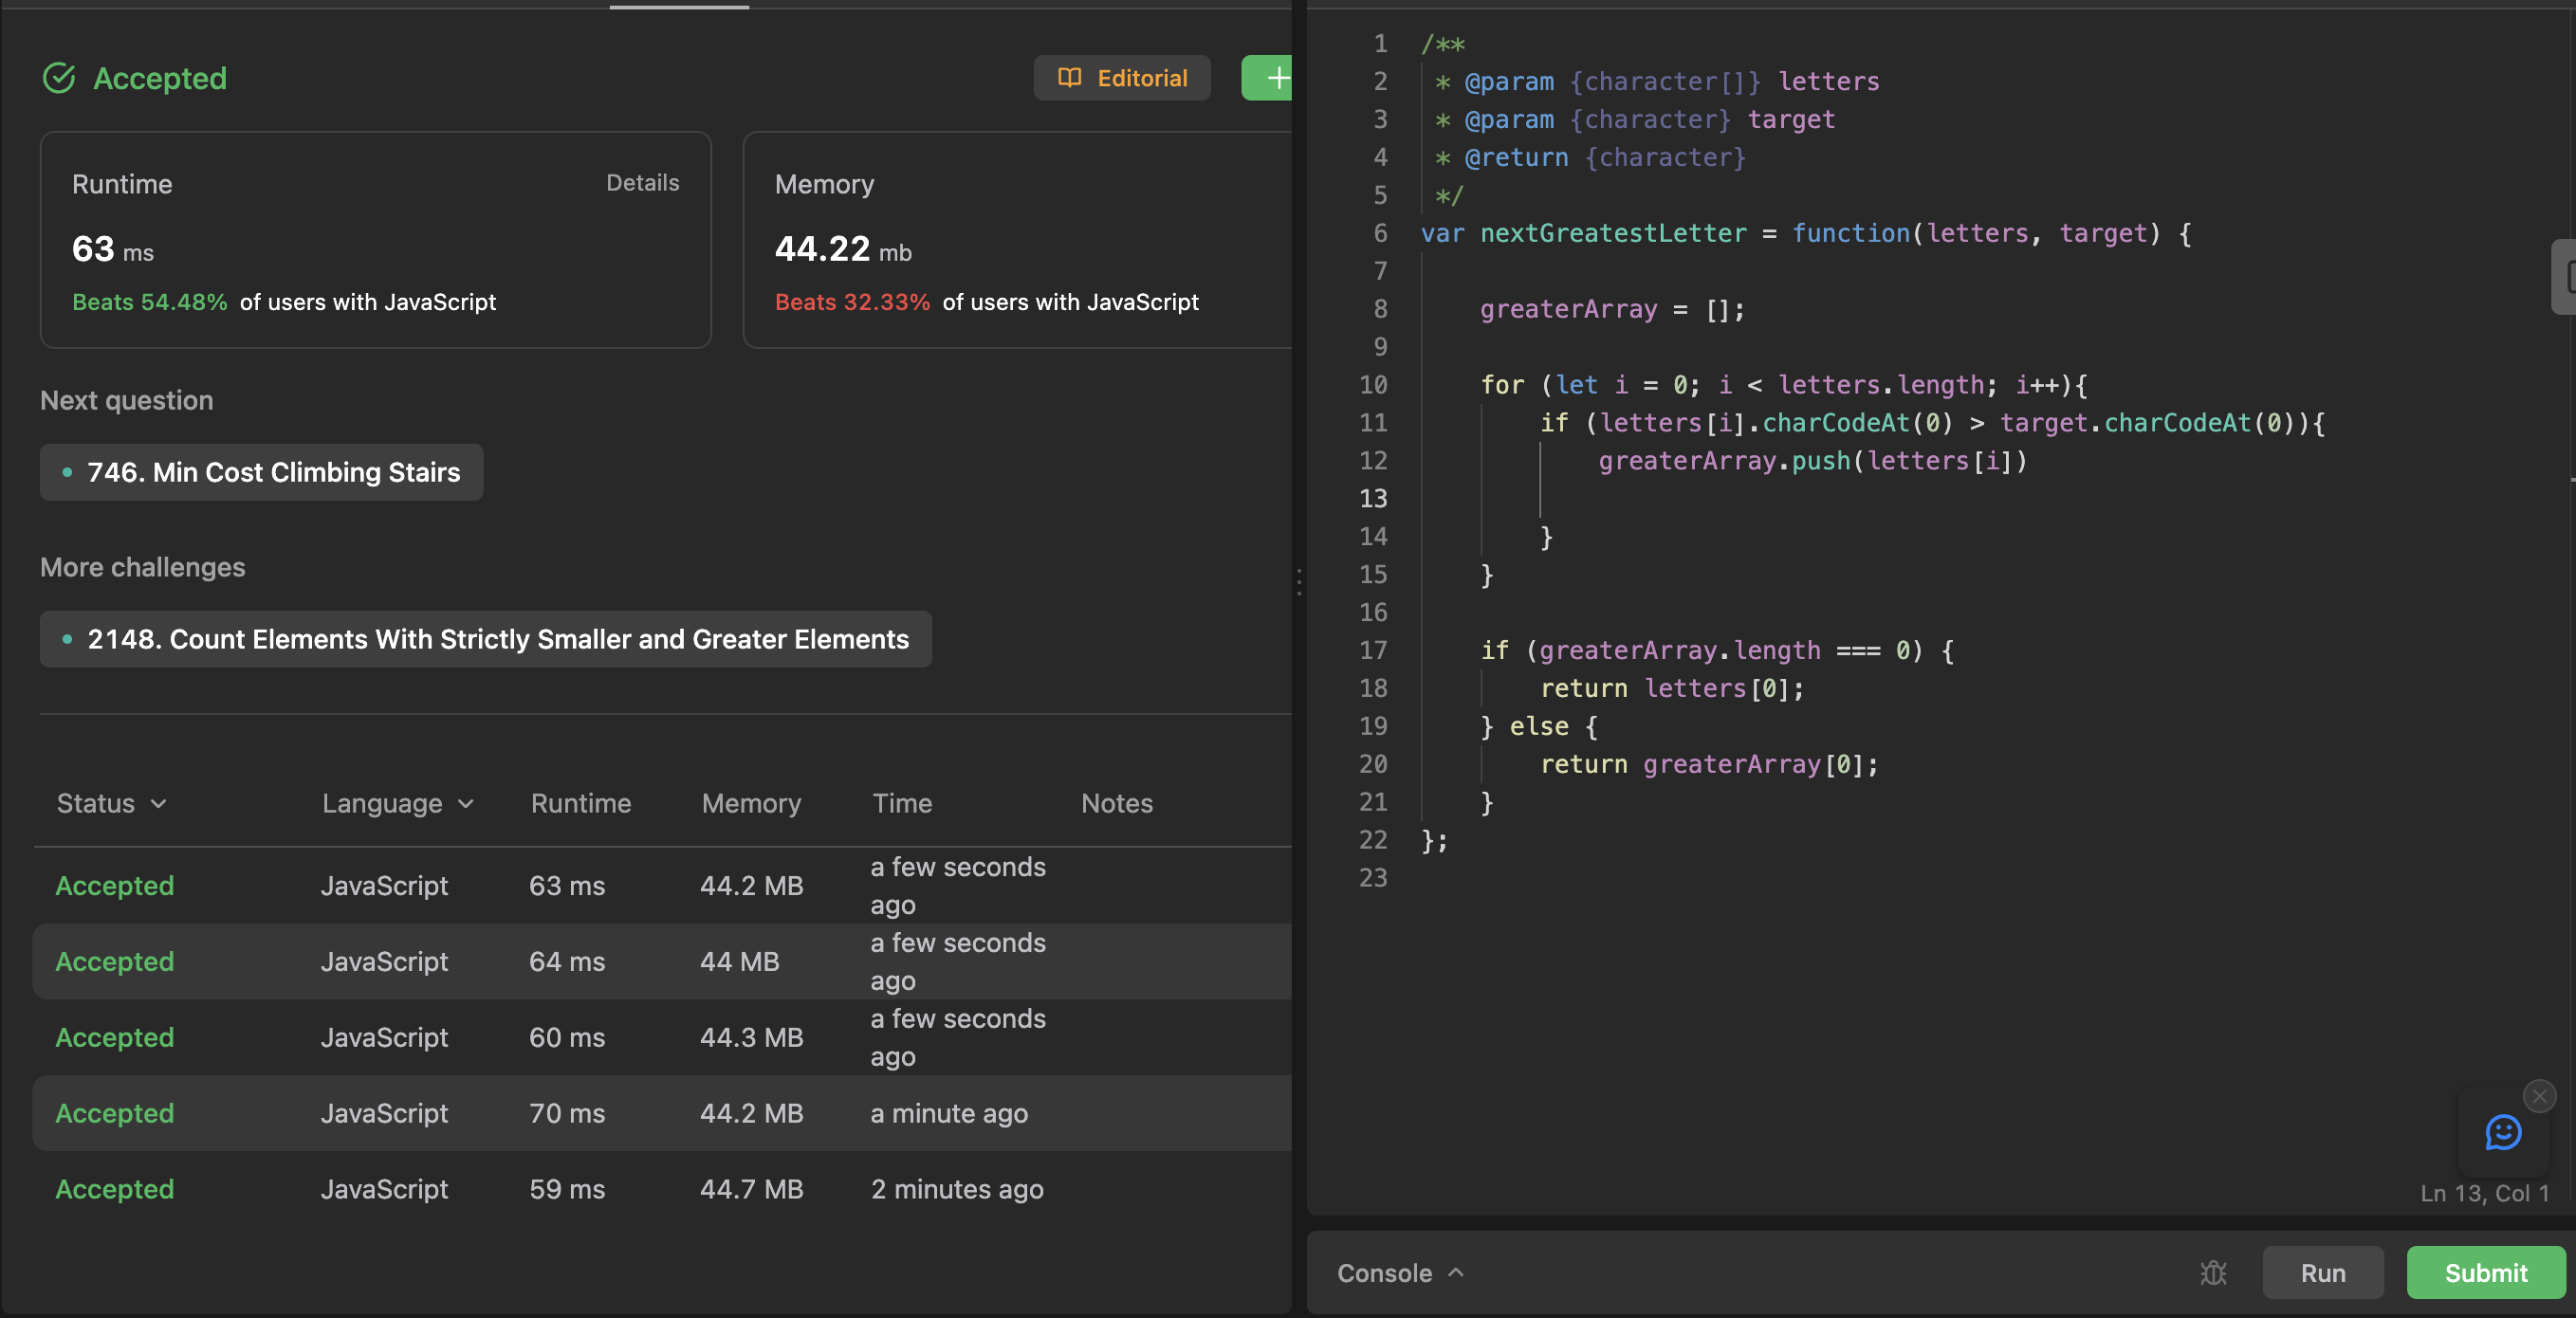 Accepted
Editorial
+
Runtime
Details
63 ms
Beats 54.48% of users with JavaScript
Memory
44.22 mb
Beats 32.33% of users with JavaScript
Next question
746. Min Cost Climbing Stairs
More challenges
2148. Count Elements With Strictly Smaller and Greater Elements
Status Language Runtime Memory Time Notes
Accepted JavaScript 63 ms 44.2 MB a few seconds ago
Accepted JavaScript 64 ms 44 MB a few seconds ago
Accepted JavaScript 60 ms 44.3 MB a few seconds ago
Accepted JavaScript 70 ms 44.2 MB a minute ago
Accepted JavaScript 59 ms 44.7 MB 2 minutes ago
1 /**
2  * @param {character[]} letters
3  * @param {character} target
4  * @return {character}
5  */
6 var nextGreatestLetter = function(letters, target) {
7
8     greaterArray = [];
9
10     for (let i = 0; i < letters.length; i++){
11         if (letters[i].charCodeAt(0) > target.charCodeAt(0)){
12             greaterArray.push(letters[i])
13
14         }
15     }
16
17     if (greaterArray.length === 0) {
18         return letters[0];
19     } else {
20         return greaterArray[0];
21     }
22 };
23
Ln 13, Col 1
Console
Run
Submit